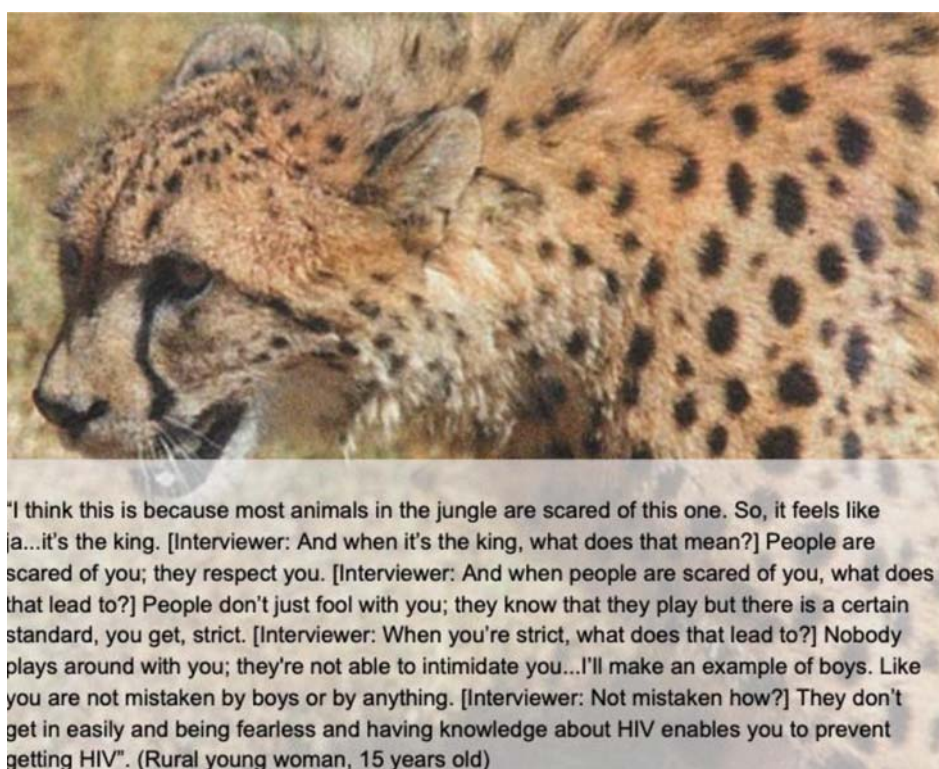 "I think this is because most animals in the jungle are scared of this one. So, it feels like
ja...it's the king. [Interviewer: And when it's the king, what does that mean?] People are
scared of you; they respect you. [Interviewer: And when people are scared of you, what does
that lead to?] People don't just fool with you; they know that they play but there is a certain
standard, you get, strict. [Interviewer: When you're strict, what does that lead to?] Nobody
plays around with you; they're not able to intimidate you...I'll make an example of boys. Like
you are not mistaken by boys or by anything. [Interviewer: Not mistaken how?] They don't
get in easily and being fearless and having knowledge about HIV enables you to prevent
getting HIV". (Rural young woman, 15 years old)